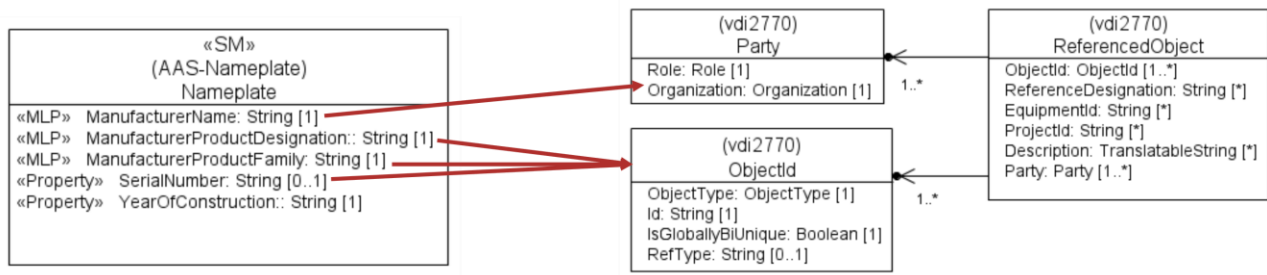 «SM»
(AAS-Nameplate)
Nameplate
«MLP» ManufacturerName: String [1]
«MLP» ManufacturerProductDesignation:: String [1]
«MLP» ManufacturerProductFamily: String [1]
«Property» SerialNumber: String [0..1]
«Property» YearOfConstruction:: String [1]
(vdi2770)
Party
Role: Role [1]
Organization: Organization [1]
1..*
(vdi2770)
ObjectId
ObjectType: ObjectType [1]
Id: String [1]
IsGloballyBiUnique: Boolean [1]
RefType: String [0..1]
1..*
(vdi2770)
ReferencedObject
ObjectId: ObjectId [1..*]
ReferenceDesignation: String [*]
EquipmentId: String [*]
ProjectId: String [*]
Description: TranslatableString [*]
Party: Party [1..*]